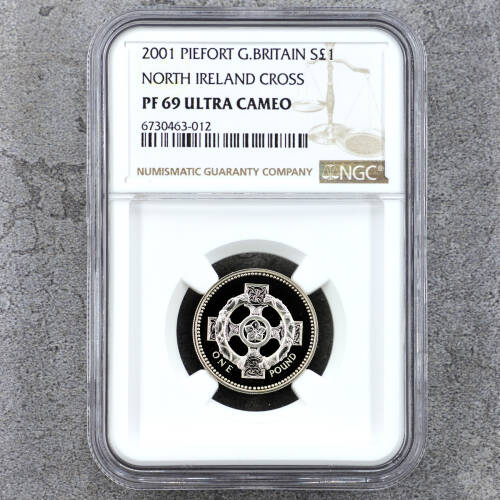 2001 PIEFORT G.BRITAIN S£1
NORTH IRELAND CROSS
PF 69 ULTRA CAMEO
6730463-012
NUMISMATIC GUARANTY COMPANY
NGC
ONE POUND